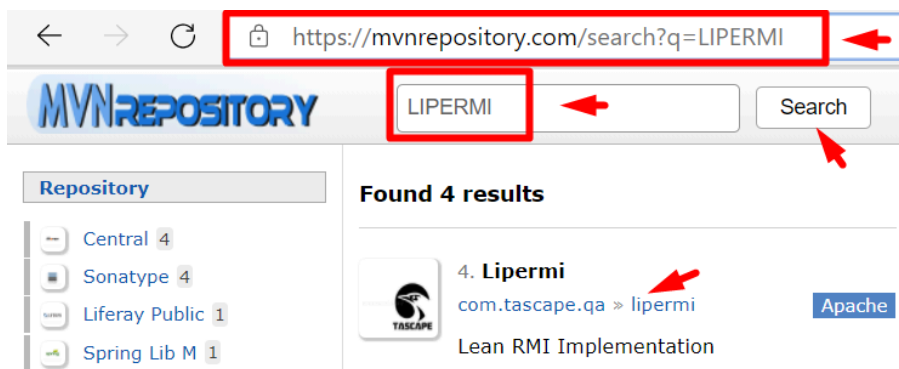 https://mvnrepository.com/search?q=LIPERMI
MVNREPOSITORY
LIPERMI
Search
Repository
Central 4
Sonatype 4
Liferay Public 1
Spring Lib M 1
Found 4 results
4. Lipermi
com.tascape.qa » lipermi
Apache
TASCAPE
Lean RMI Implementation